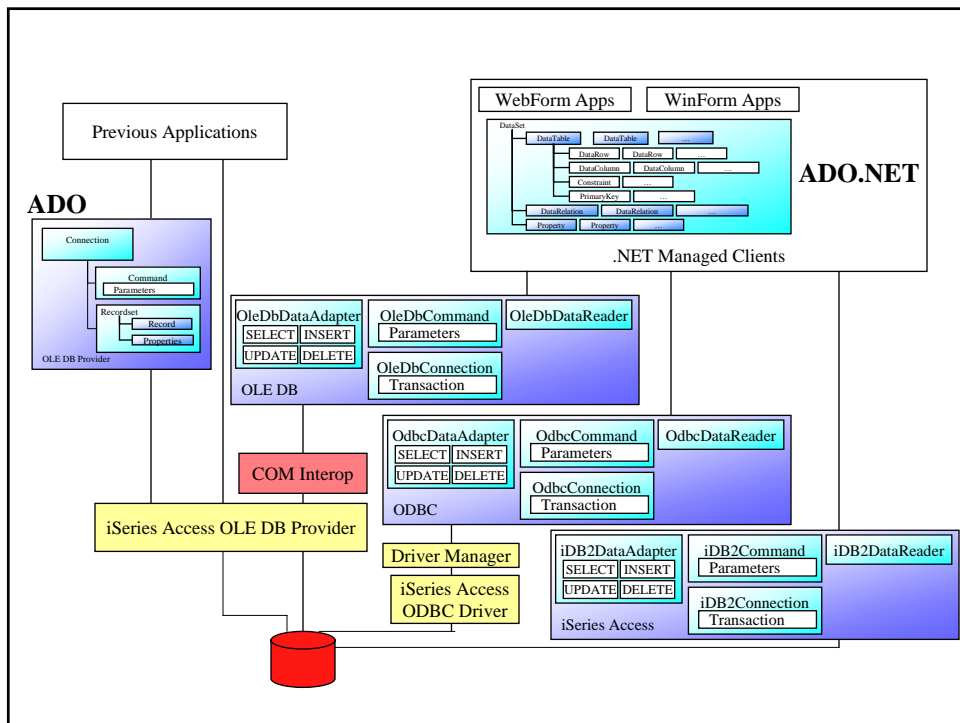 WebForm Apps
WinForm Apps
DataSet
DataTable
DataTable
...
DataRow
DataRow
...
DataColumn
DataColumn
...
Constraint
...
PrimaryKey
...
DataRelation
DataRelation
...
Property
Property
...
ADO.NET
.NET Managed Clients
Previous Applications
ADO
Connection
Command
Parameters
Recordset
Record
Properties
OLE DB Provider
OleDbDataAdapter
SELECT
INSERT
UPDATE
DELETE
OLE DB
OleDbCommand
Parameters
OleDbConnection
Transaction
OleDbDataReader
OdbcDataAdapter
SELECT
INSERT
UPDATE
DELETE
ODBC
OdbcCommand
Parameters
OdbcConnection
Transaction
OdbcDataReader
COM Interop
iSeries Access OLE DB Provider
Driver Manager
iSeries Access
ODBC Driver
iDB2DataAdapter
SELECT
INSERT
UPDATE
DELETE
iSeries Access
iDB2Command
Parameters
iDB2Connection
Transaction
iDB2DataReader